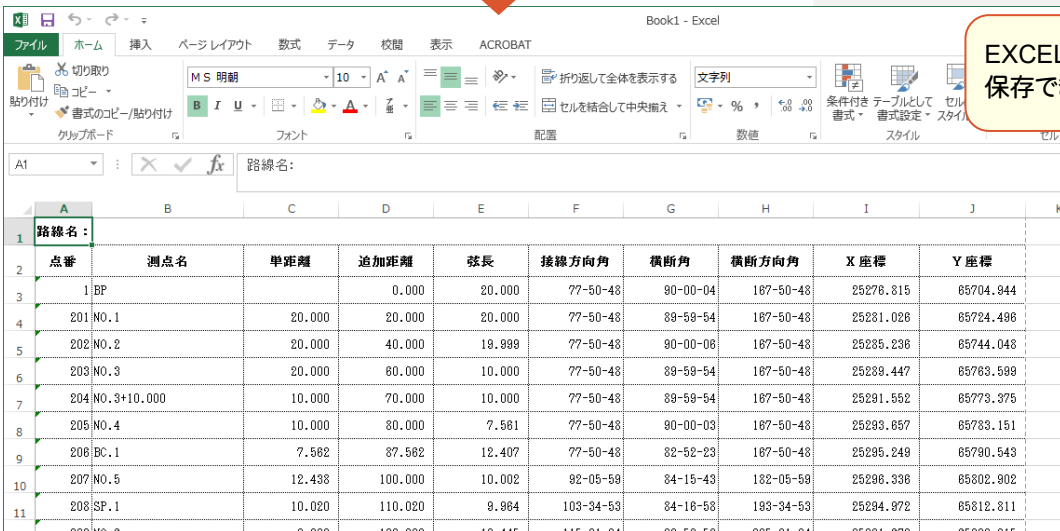 Book1 - Excel
ファイル ホーム 挿入 ページレイアウト 数式 データ 校閲 表示 ACROBAT
EXCEL
保存で
貼り付け 切り取り コピー 書式のコピー/貼り付け
クリップボード
ＭＳ 明朝 10
B I U
フォント
折り返して全体を表示する
セルを結合して中央揃え
配置
文字列
数値
条件付き書式 テーブルとして書式設定
スタイル
A1 路線名:
A B C D E F G H I J
1 路線名：
2 点番 測点名 単距離 追加距離 弦長 接線方向角 横断角 横断方向角 Ｘ座標 Ｙ座標
3 1 BP 0.000 20.000 77-50-48 90-00-04 167-50-48 25276.815 65704.944
4 201 NO.1 20.000 20.000 20.000 77-50-48 89-59-54 167-50-48 25281.026 65724.496
5 202 NO.2 20.000 40.000 19.999 77-50-48 90-00-06 167-50-48 25285.236 65744.048
6 203 NO.3 20.000 60.000 10.000 77-50-48 89-59-54 167-50-48 25289.447 65763.599
7 204 NO.3+10.000 10.000 70.000 10.000 77-50-48 89-59-54 167-50-48 25291.552 65773.375
8 205 NO.4 10.000 80.000 7.561 77-50-48 90-00-03 167-50-48 25293.657 65783.151
9 206 BC.1 7.562 87.562 12.407 77-50-48 82-52-23 167-50-48 25295.249 65790.543
10 207 NO.5 12.438 100.000 10.002 92-05-59 84-15-43 182-05-59 25296.336 65802.902
11 208 SP.1 10.020 110.020 9.964 103-34-53 84-16-58 193-34-53 25294.972 65812.811